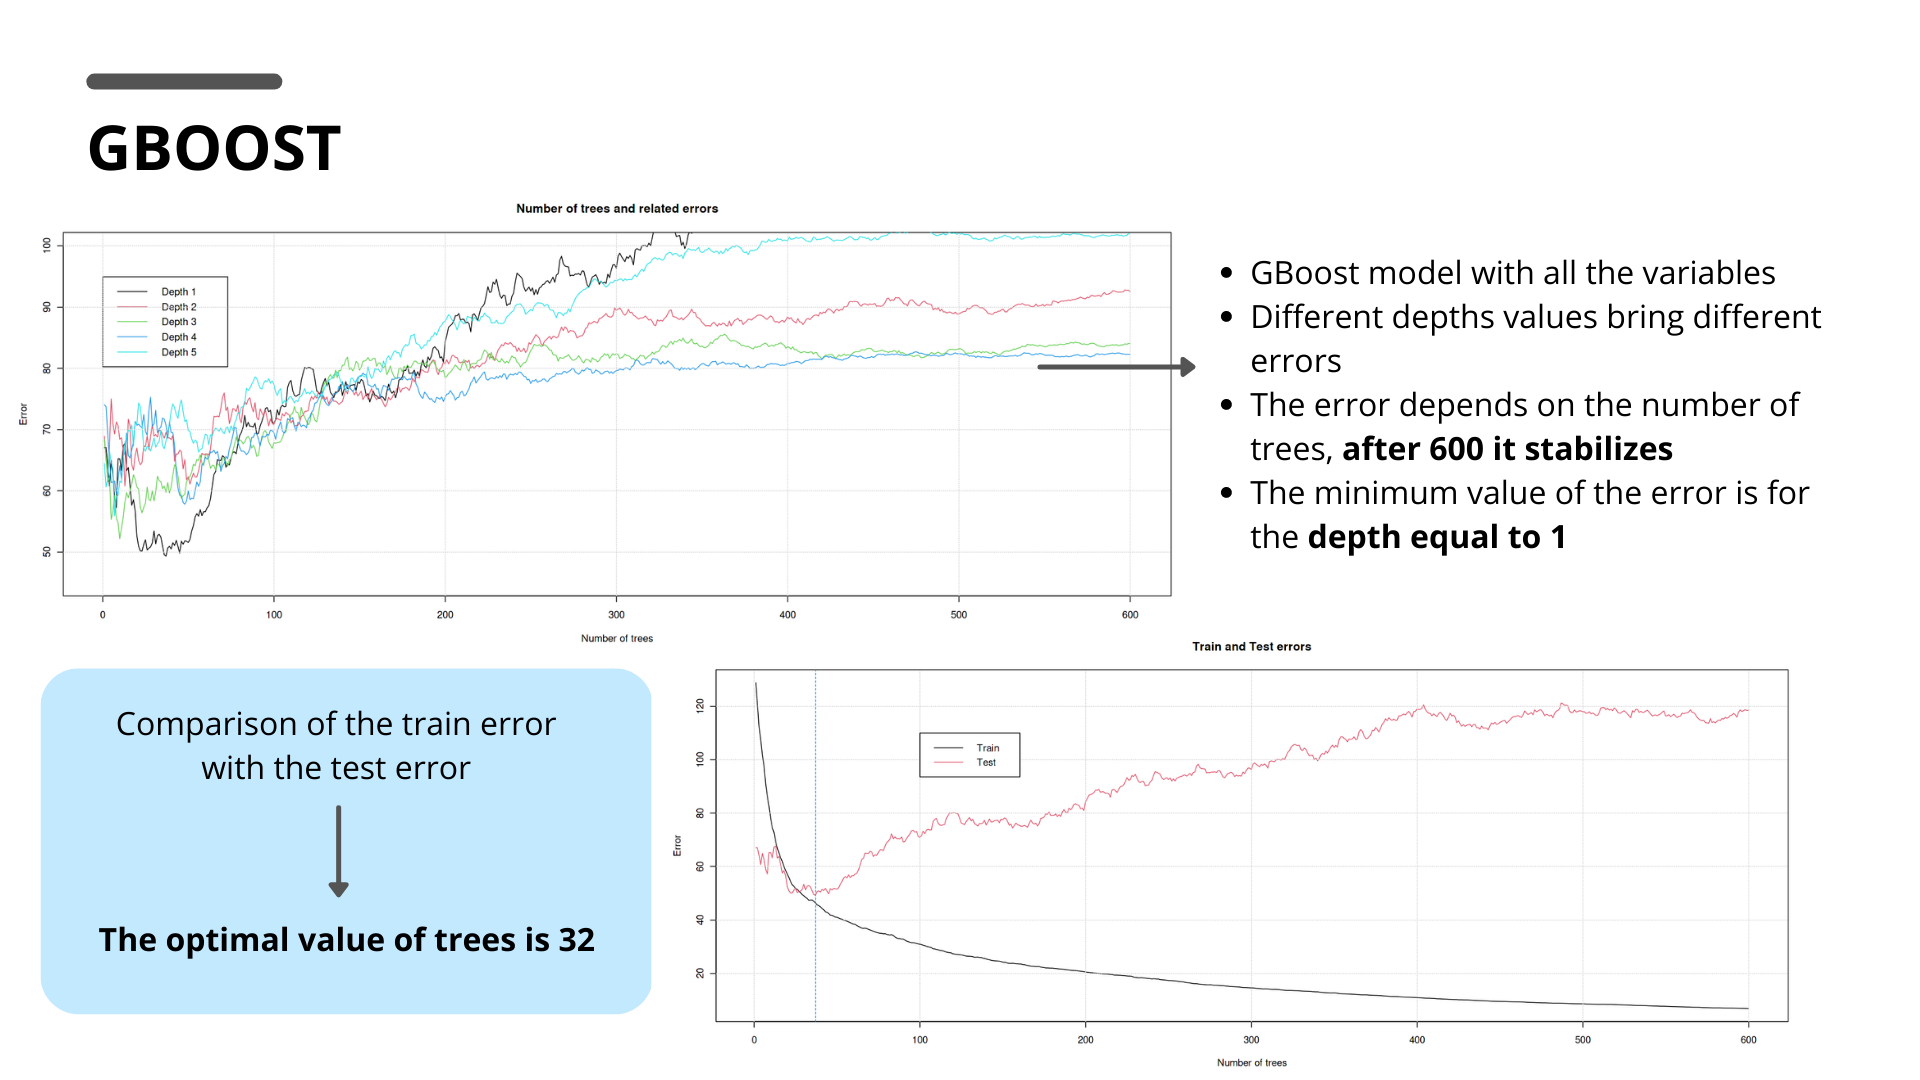 GBOOST
Number of trees and related errors
100
90
80
70
60
50
Error
Depth 1
Depth 2
Depth 3
Depth 4
Depth 5
0 100 200 300 400 500 600
Number of trees
GBoost model with all the variables
Different depths values bring different
errors
The error depends on the number of
trees, after 600 it stabilizes
The minimum value of the error is for
the depth equal to 1
Comparison of the train error
with the test error
The optimal value of trees is 32
Train and Test errors
120
100
80
60
40
20
Error
Train
Test
0 100 200 300 400 500 600
Number of trees